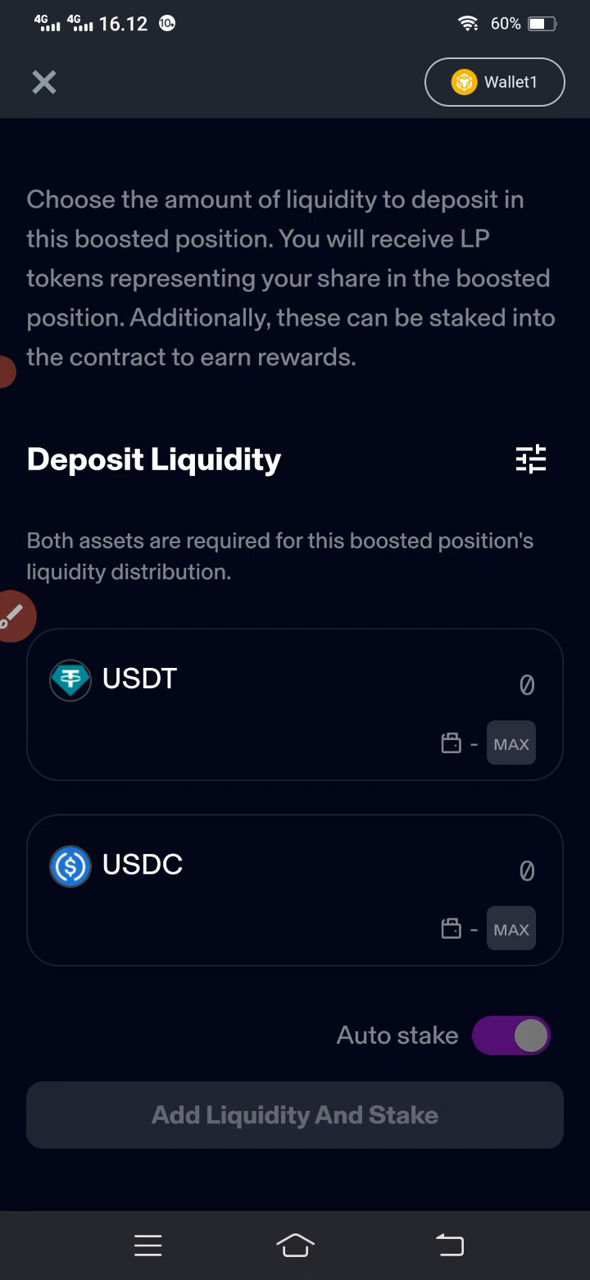 4G 4G 16.12 10+ 60%
Wallet1
Choose the amount of liquidity to deposit in
this boosted position. You will receive LP
tokens representing your share in the boosted
position. Additionally, these can be staked into
the contract to earn rewards.
Deposit Liquidity
Both assets are required for this boosted position's
liquidity distribution.
USDT
0
- MAX
USDC
0
- MAX
Auto stake
Add Liquidity And Stake